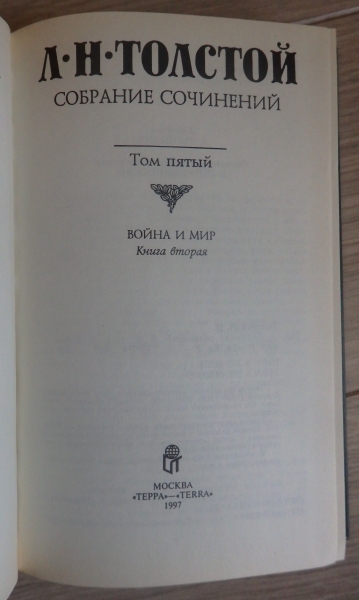 Л·Н·ТОЛСТОЙ
СОБРАНИЕ СОЧИНЕНИЙ
Том пятый
ВОЙНА И МИР
Книга вторая
МОСКВА
«ТЕРРА»—«TERRA»
1997